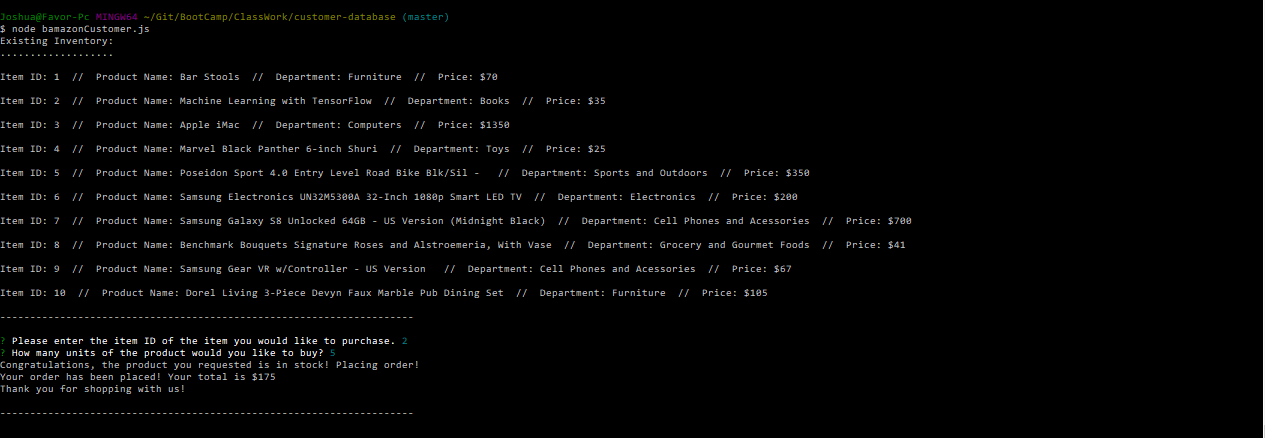 Joshua@Favor-Pc MINGW64 ~/Git/BootCamp/ClassWork/customer-database (master)
$ node bamazonCustomer.js
Existing Inventory:
...................
Item ID: 1  //  Product Name: Bar Stools  //  Department: Furniture  //  Price: $70
Item ID: 2  //  Product Name: Machine Learning with TensorFlow  //  Department: Books  //  Price: $35
Item ID: 3  //  Product Name: Apple iMac  //  Department: Computers  //  Price: $1350
Item ID: 4  //  Product Name: Marvel Black Panther 6-inch Shuri  //  Department: Toys  //  Price: $25
Item ID: 5  //  Product Name: Poseidon Sport 4.0 Entry Level Road Bike Blk/Sil -   //  Department: Sports and Outdoors  //  Price: $350
Item ID: 6  //  Product Name: Samsung Electronics UN32M5300A 32-Inch 1080p Smart LED TV  //  Department: Electronics  //  Price: $200
Item ID: 7  //  Product Name: Samsung Galaxy S8 Unlocked 64GB - US Version (Midnight Black)  //  Department: Cell Phones and Acessories  //  Price: $700
Item ID: 8  //  Product Name: Benchmark Bouquets Signature Roses and Alstroemeria, With Vase  //  Department: Grocery and Gourmet Foods  //  Price: $41
Item ID: 9  //  Product Name: Samsung Gear VR w/Controller - US Version   //  Department: Cell Phones and Acessories  //  Price: $67
Item ID: 10  //  Product Name: Dorel Living 3-Piece Devyn Faux Marble Pub Dining Set  //  Department: Furniture  //  Price: $105
---------------------------------------------------------------------
? Please enter the item ID of the item you would like to purchase. 2
? How many units of the product would you like to buy? 5
Congratulations, the product you requested is in stock! Placing order!
Your order has been placed! Your total is $175
Thank you for shopping with us!
---------------------------------------------------------------------